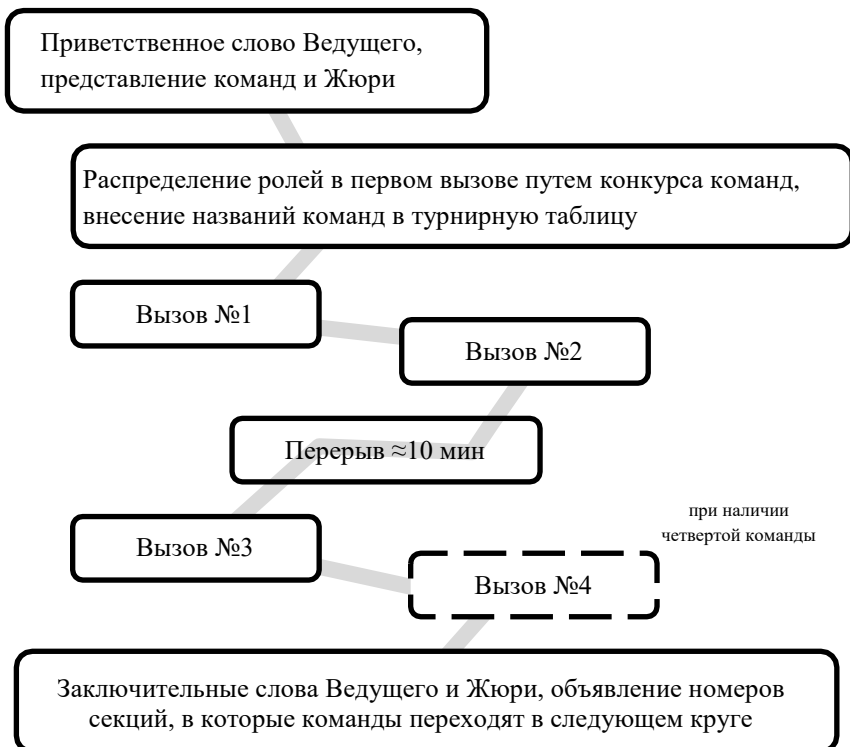 Приветственное слово Ведущего,
представление команд и Жюри
Распределение ролей в первом вызове путем конкурса команд,
внесение названий команд в турнирную таблицу
Вызов №1
Вызов №2
Перерыв ≈10 мин
Вызов №3
при наличии
четвертой команды
Вызов №4
Заключительные слова Ведущего и Жюри, объявление номеров
секций, в которые команды переходят в следующем круге